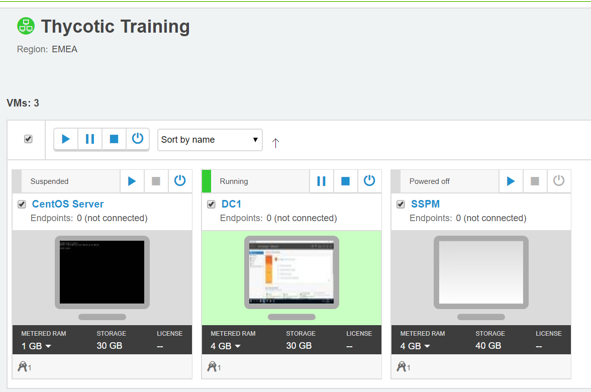 Thycotic Training
Region: EMEA
VMs: 3
Sort by name
Suspended
CentOS Server
Endpoints: 0 (not connected)
METERED RAM STORAGE LICENSE
1 GB 30 GB --
1
Running
DC1
Endpoints: 0 (not connected)
METERED RAM STORAGE LICENSE
4 GB 30 GB --
1
Powered off
SSPM
Endpoints: 0 (not connected)
METERED RAM STORAGE LICENSE
4 GB 40 GB --
1